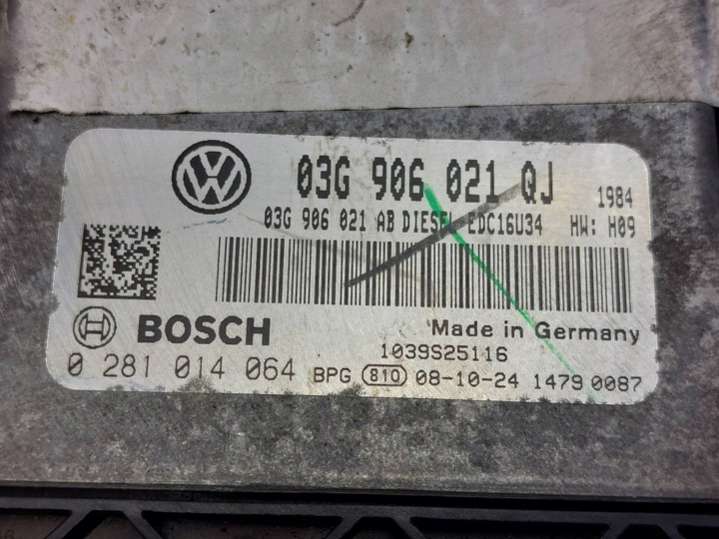 03G 906 021 QJ 1984
03G 906 021 AB DIESEL EDC16U34 HW: H09
BOSCH Made in Germany
1039S25116
0 281 014 064 BPG 810 08-10-24 1479 0087